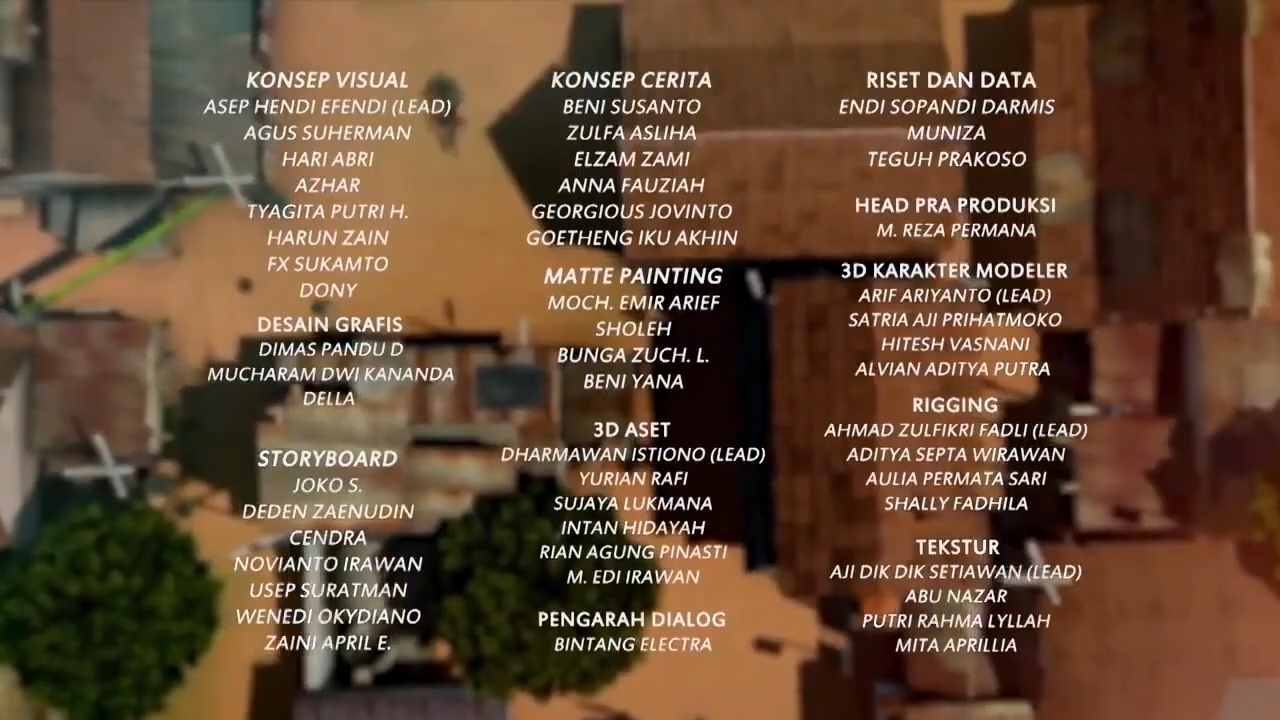 KONSEP VISUAL
ASEP HENDI EFENDI (LEAD)
AGUS SUHERMAN
HARI ABRI
AZHAR
TYAGITA PUTRI H.
HARUN ZAIN
FX SUKAMTO
DONY
DESAIN GRAFIS
DIMAS PANDU D
MUCHARAM DWI KANANDA
DELLA
STORYBOARD
JOKO S.
DEDEN ZAENUDIN
CENDRA
NOVIANTO IRAWAN
USEP SURATMAN
WENEDI OKYDIANO
ZAINI APRIL E.
KONSEP CERITA
BENI SUSANTO
ZULFA ASLIHA
ELZAM ZAMI
ANNA FAUZIAH
GEORGIOUS JOVINTO
GOETHENG IKU AKHIN
MATTE PAINTING
MOCH. EMIR ARIEF
SHOLEH
BUNGA ZUCH. L.
BENI YANA
3D ASET
DHARMAWAN ISTIONO (LEAD)
YURIAN RAFI
SUJAYA LUKMANA
INTAN HIDAYAH
RIAN AGUNG PINASTI
M. EDI IRAWAN
PENGARAH DIALOG
BINTANG ELECTRA
RISET DAN DATA
ENDI SOPANDI DARMIS
MUNIZA
TEGUH PRAKOSO
HEAD PRA PRODUKSI
M. REZA PERMANA
3D KARAKTER MODELER
ARIF ARIYANTO (LEAD)
SATRIA AJI PRIHATMOKO
HITESH VASNANI
ALVIAN ADITYA PUTRA
RIGGING
AHMAD ZULFIKRI FADLI (LEAD)
ADITYA SEPTA WIRAWAN
AULIA PERMATA SARI
SHALLY FADHILA
TEKSTUR
AJI DIK DIK SETIAWAN (LEAD)
ABU NAZAR
PUTRI RAHMA LYLLAH
MITA APRILLIA